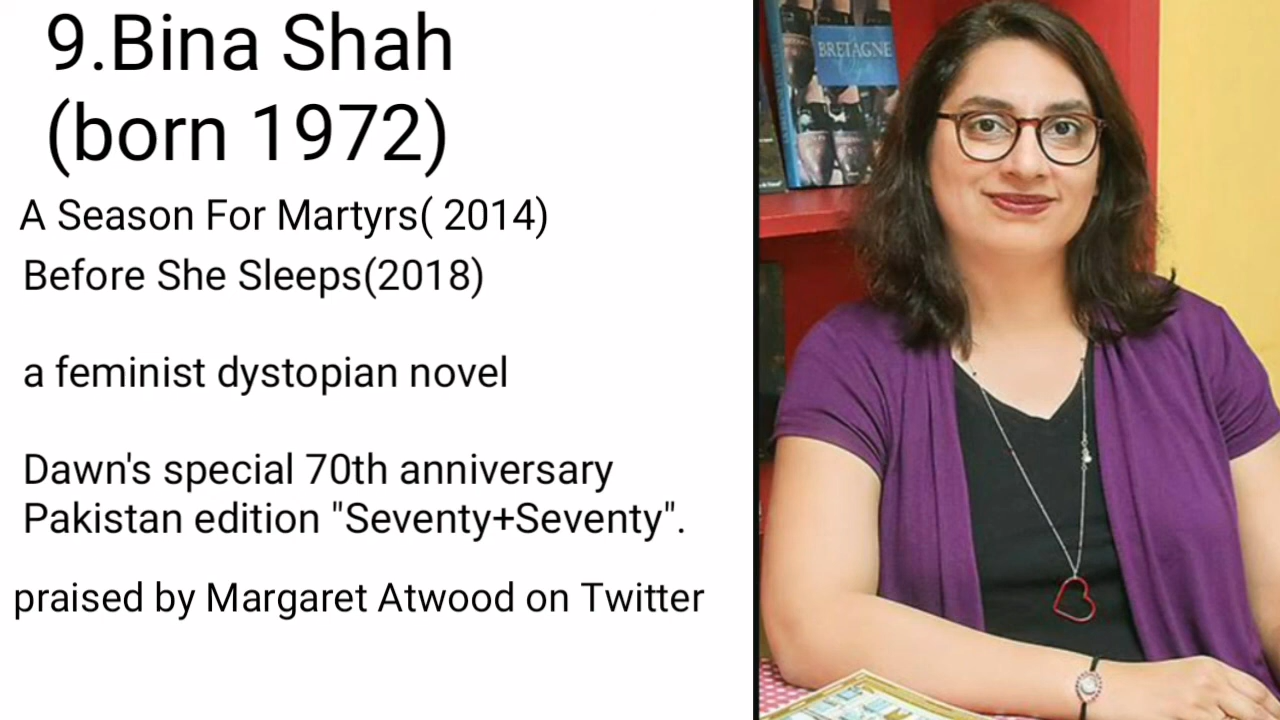 9.Bina Shah
(born 1972)
A Season For Martyrs( 2014)
Before She Sleeps(2018)
a feminist dystopian novel
Dawn's special 70th anniversary
Pakistan edition "Seventy+Seventy".
praised by Margaret Atwood on Twitter
BRETAGNE